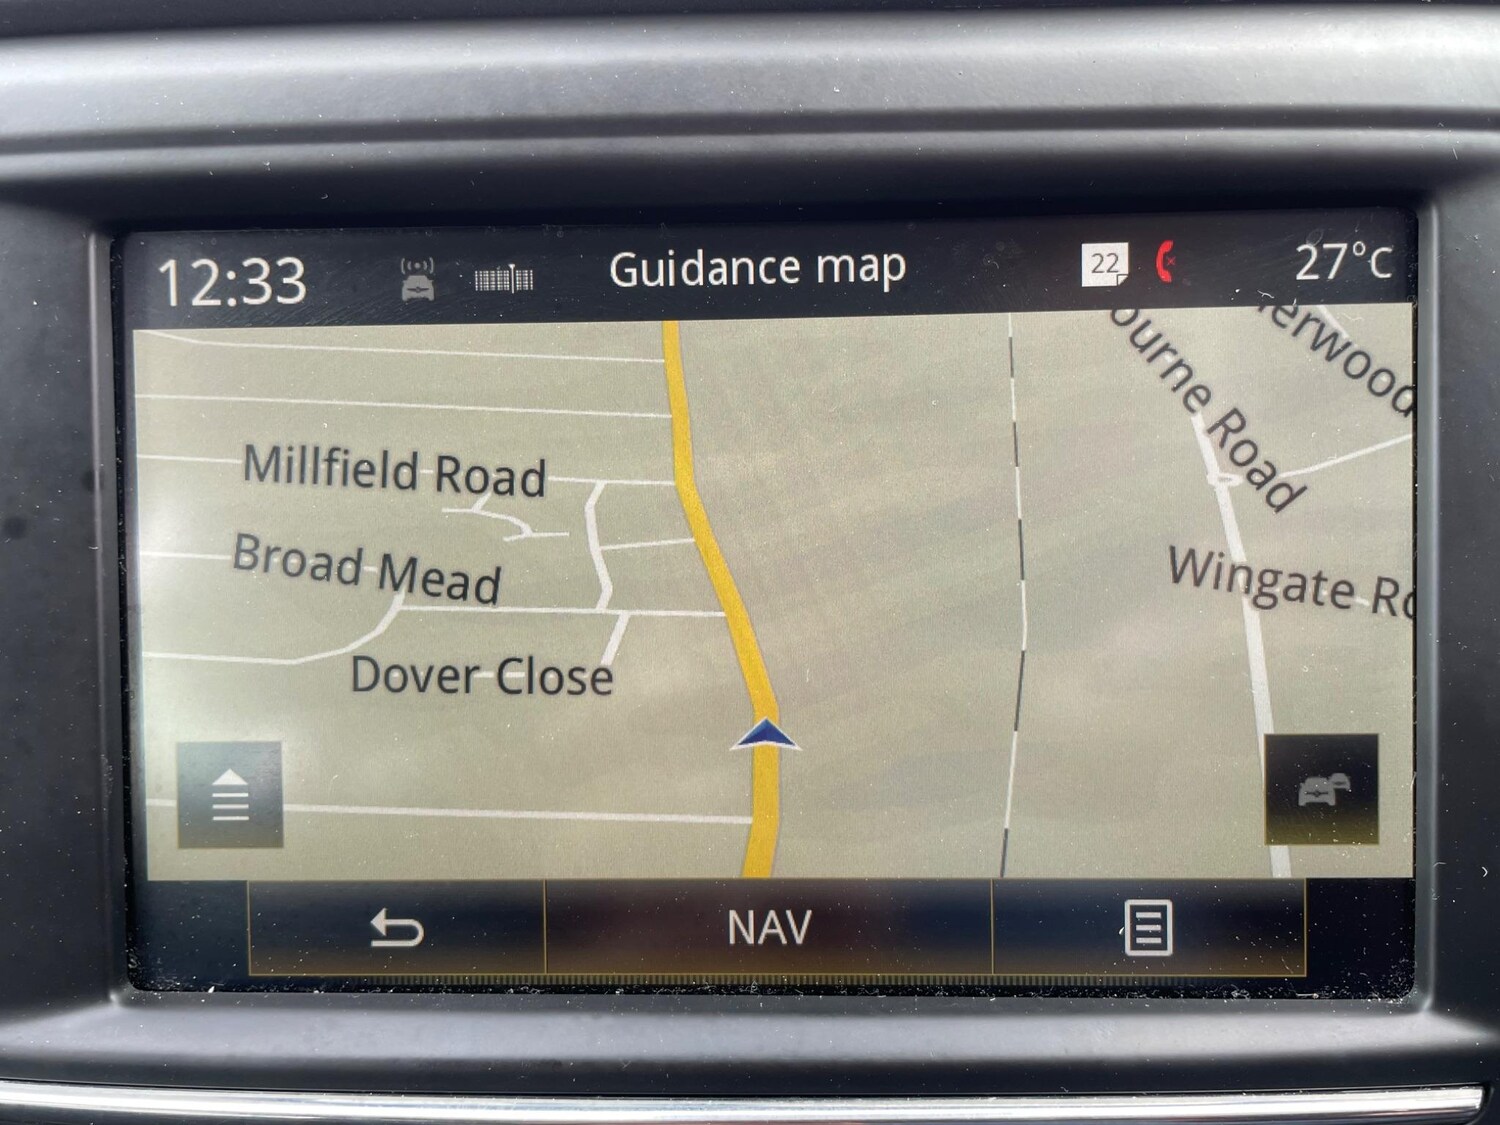 12:33
Guidance map
22
27°C
ourne Road
erwood
Millfield Road
Broad Mead
Wingate Ro
Dover Close
NAV